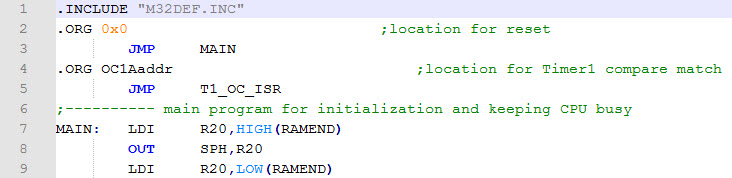 1 .INCLUDE "M32DEF.INC"
2 .ORG 0x0 ;location for reset
3 JMP MAIN
4 .ORG OC1Aaddr ;location for Timer1 compare match
5 JMP T1_OC_ISR
6 ;---------- main program for initialization and keeping CPU busy
7 MAIN: LDI R20,HIGH(RAMEND)
8 OUT SPH,R20
9 LDI R20,LOW(RAMEND)